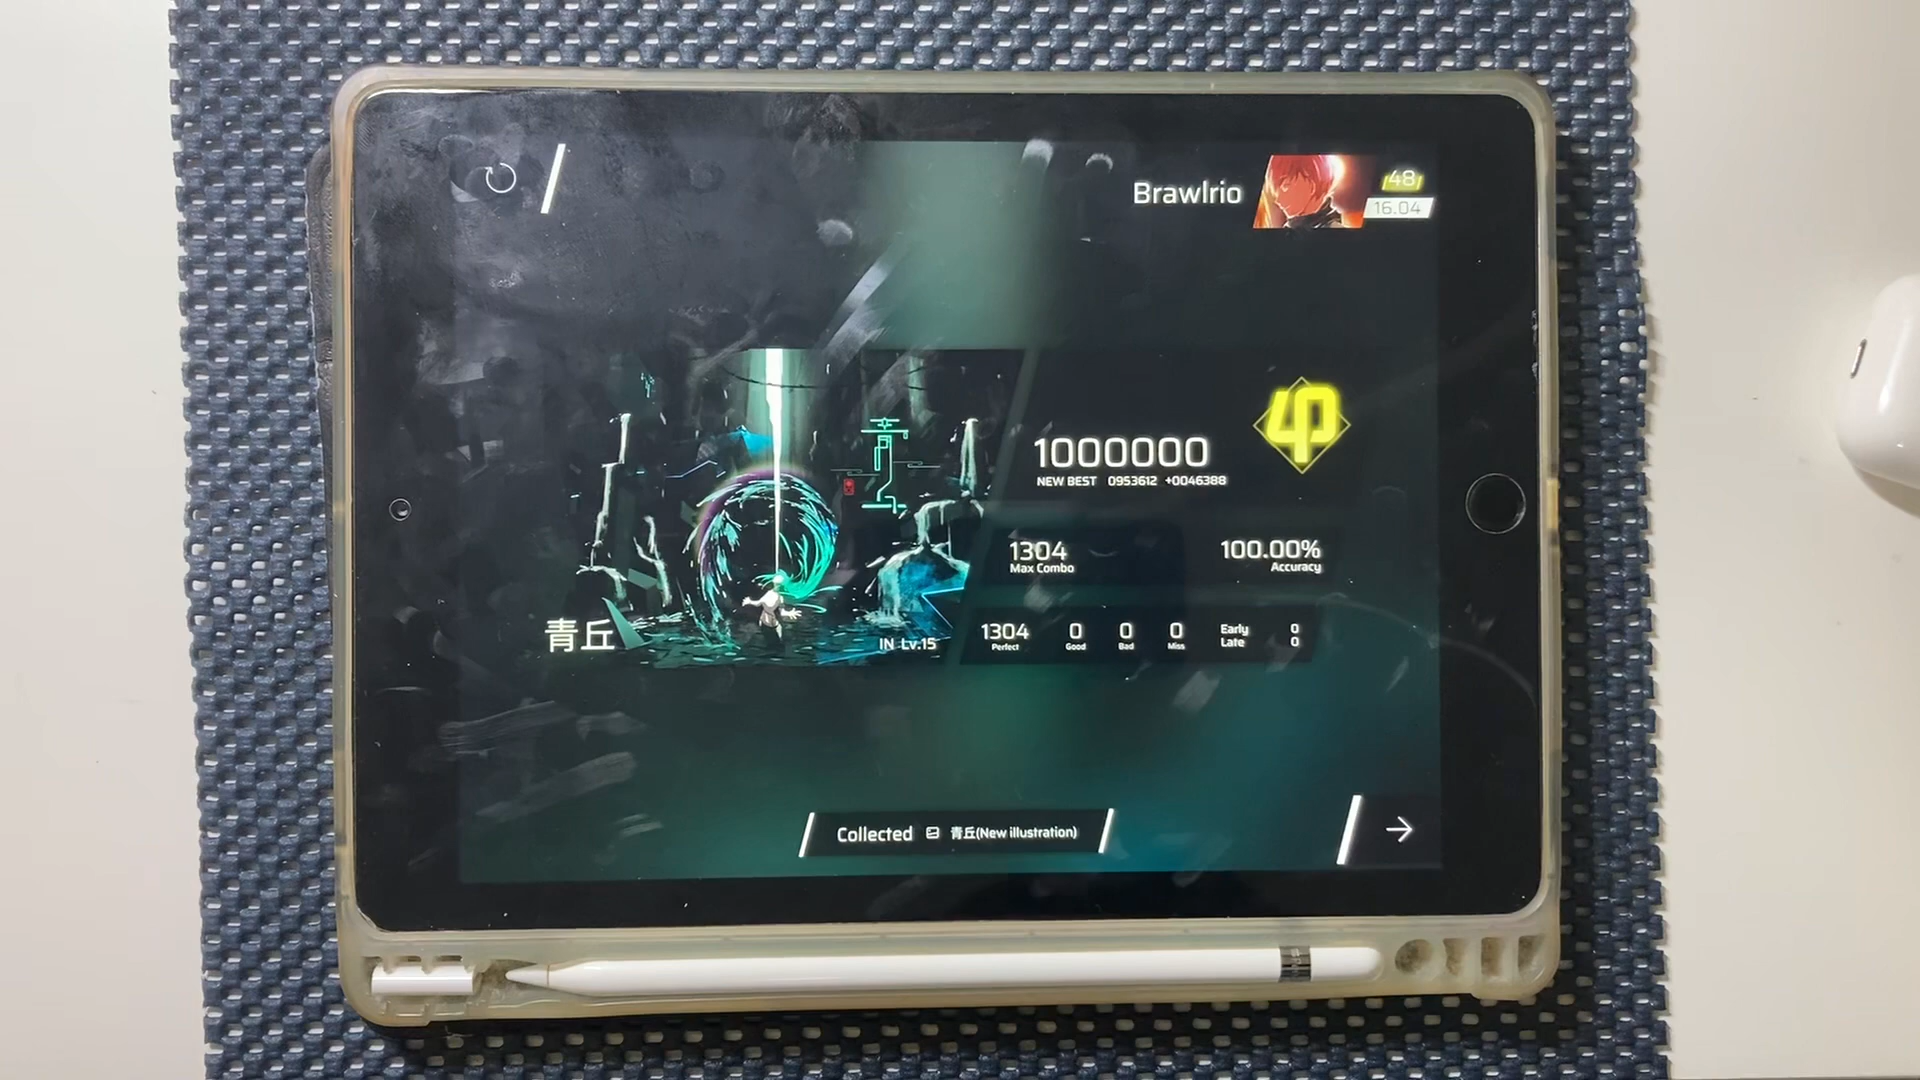 Brawlrio
48
16.04
φ
1000000
NEW BEST 0953612 +0046388
1304
Max Combo
100.00%
Accuracy
青丘
IN Lv.15
1304 0 0 0
Perfect Good Bad Miss
Early 0
Late 0
Collected 青丘(New illustration)